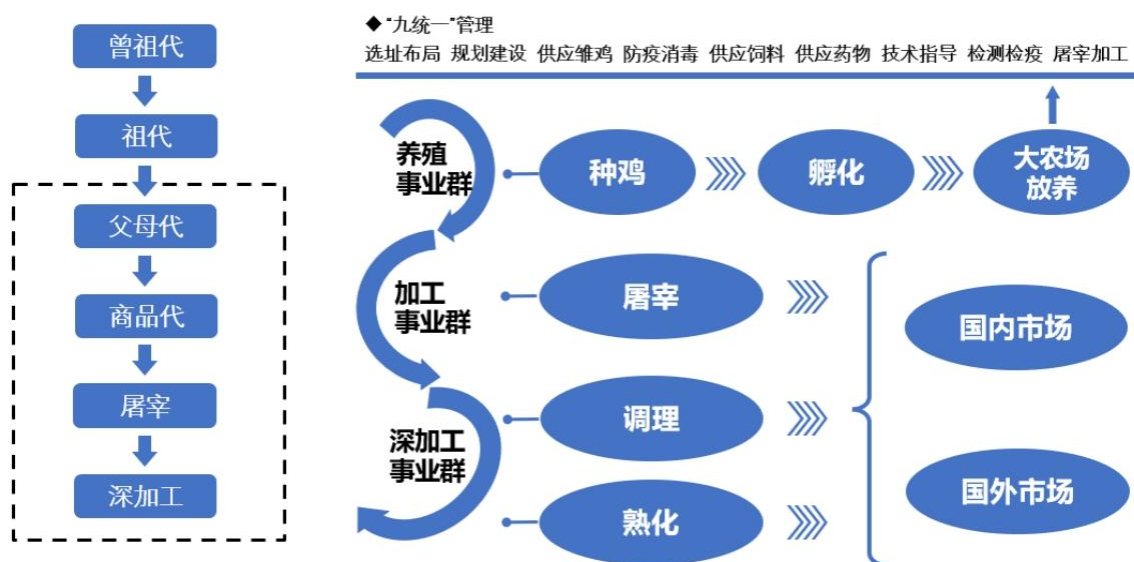 曾祖代
祖代
父母代
商品代
屠宰
深加工
◆“九统一”管理
选址布局 规划建设 供应雏鸡 防疫消毒 供应饲料 供应药物 技术指导 检测检疫 屠宰加工
养殖
事业群
种鸡
孵化
大农场
放养
加工
事业群
屠宰
国内市场
深加工
事业群
调理
熟化
国外市场